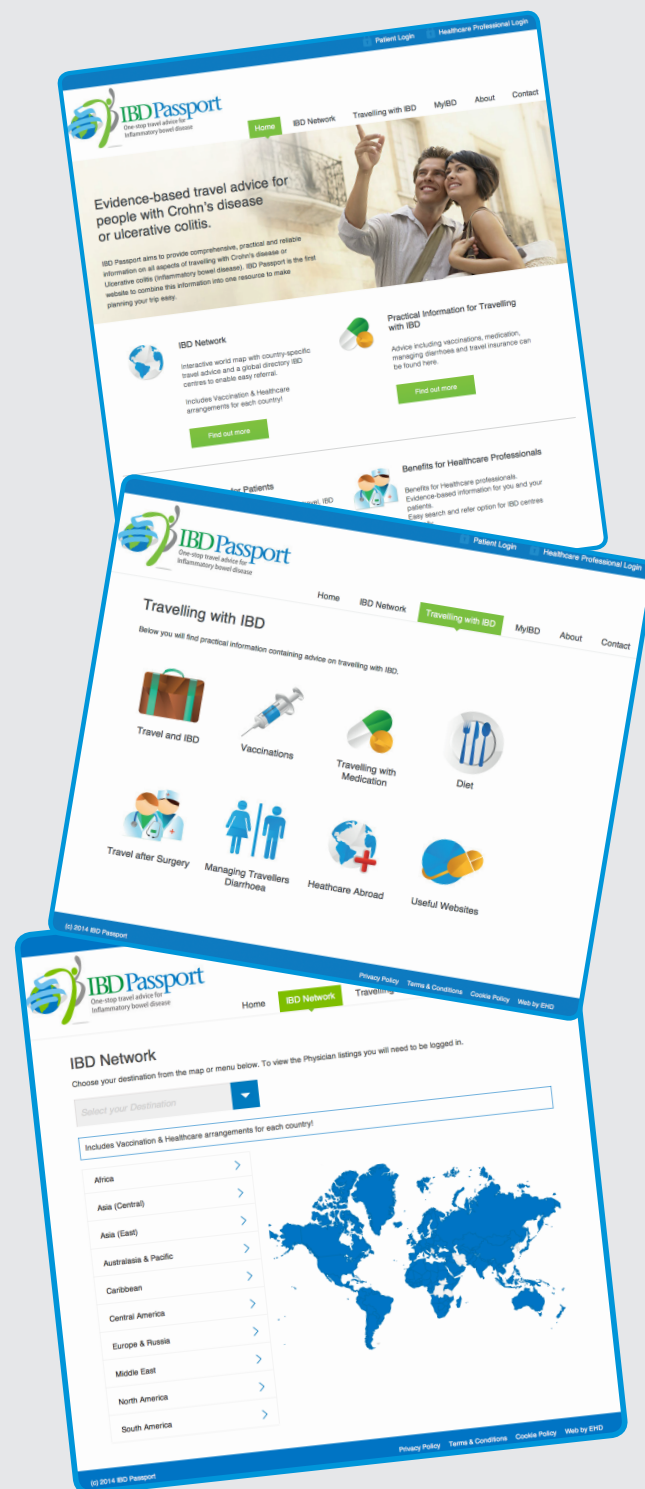 Patient Login
Healthcare Professional Login
IBD Passport
One-stop travel advice for
Inflammatory bowel disease
Home
IBD Network
Travelling with IBD
MyIBD
About
Contact
Evidence-based travel advice for
people with Crohn's disease
or ulcerative colitis.
IBD Passport aims to provide comprehensive, practical and reliable
information on all aspects of travelling with Crohn's disease or
Ulcerative colitis (Inflammatory bowel disease). IBD Passport is the first
website to combine this information into one resource to make
planning your trip easy.
IBD Network
Interactive world map with country-specific
travel advice and a global directory IBD
centres to enable easy referral.
Includes Vaccination & Healthcare
arrangements for each country!
Find out more
Practical Information for Travelling
with IBD
Advice including vaccinations, medication,
managing diarrhoea and travel insurance can
be found here.
Find out more
for Patients
IBD
Benefits for Healthcare Professionals
Benefits for Healthcare professionals.
Evidence-based information for you and your
patients.
Easy search and refer option for IBD centres
Patient Login
Healthcare Professional Login
IBD Passport
One-stop travel advice for
Inflammatory bowel disease
Home
IBD Network
Travelling with IBD
MyIBD
About
Contact
Travelling with IBD
Below you will find practical information containing advice on travelling with IBD.
Travel and IBD
Vaccinations
Travelling with
Medication
Diet
Travel after Surgery
Managing Travellers
Diarrhoea
Heathcare Abroad
Useful Websites
(c) 2014 IBD Passport
Privacy Policy
Terms & Conditions
Cookie Policy
Web by EHD
IBD Passport
One-stop travel advice for
Inflammatory bowel disease
Home
IBD Network
IBD Network
Choose your destination from the map or menu below. To view the Physician listings you will need to be logged in.
Select your Destination
Includes Vaccination & Healthcare arrangements for each country!
Africa
Asia (Central)
Asia (East)
Australasia & Pacific
Caribbean
Central America
Europe & Russia
Middle East
North America
South America
(c) 2014 IBD Passport
Privacy Policy
Terms & Conditions
Cookie Policy
Web by EHD